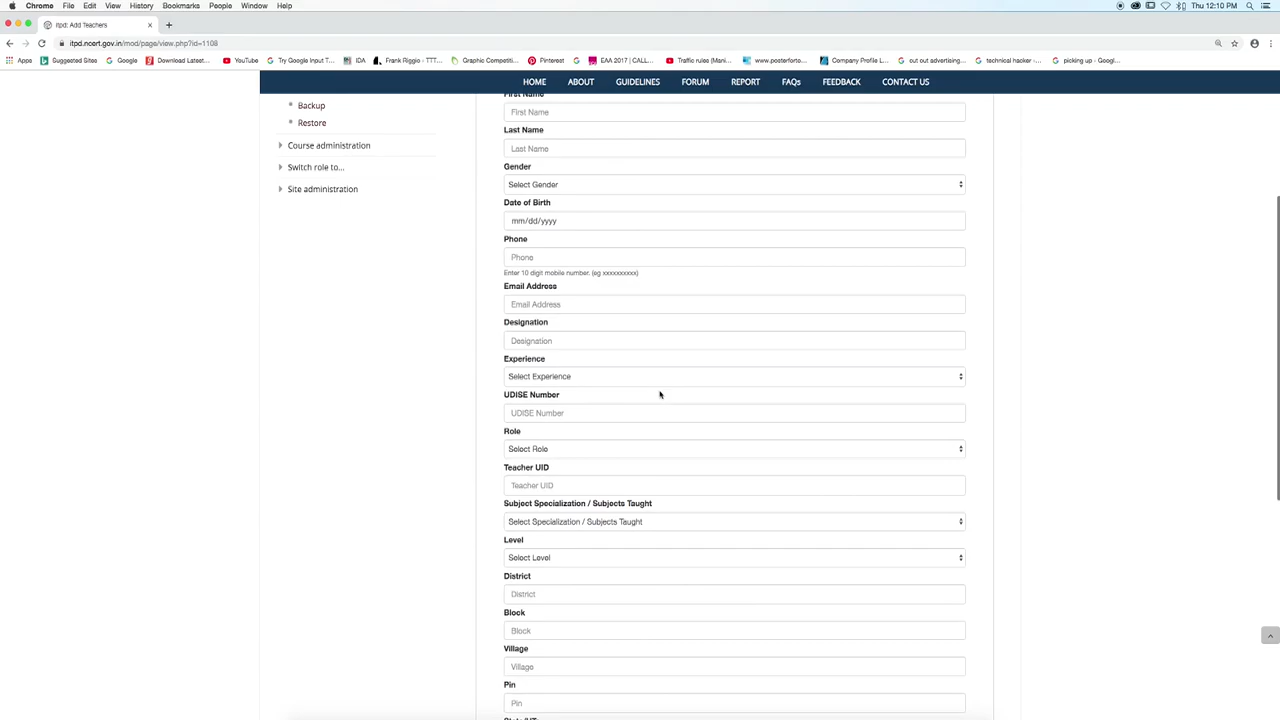 Chrome File Edit View History Bookmarks People Window Help Thu 12:10 PM
itpd: Add Teachers
itpd.ncert.gov.in/mod/page/view.php?id=1108
Apps Suggested Sites Google Download Latest... YouTube Try Google Input T... IDA Frank Riggio - TTT... Graphic Competiti... Pinterest EAA 2017 | CALL... Traffic rules (Mari... www.posterforto... Company Profile L... out out advertising... technical hacker -... picking up - Googl...
HOME ABOUT GUIDELINES FORUM REPORT FAQs FEEDBACK CONTACT US
Backup
Restore
Course administration
Switch role to...
Site administration
First Name
First Name
Last Name
Last Name
Gender
Select Gender
Date of Birth
mm/dd/yyyy
Phone
Phone
Enter 10 digit mobile number. (eg xxxxxxxxxx)
Email Address
Email Address
Designation
Designation
Experience
Select Experience
UDISE Number
UDISE Number
Role
Select Role
Teacher UID
Teacher UID
Subject Specialization / Subjects Taught
Select Specialization / Subjects Taught
Level
Select Level
District
District
Block
Block
Village
Village
Pin
Pin